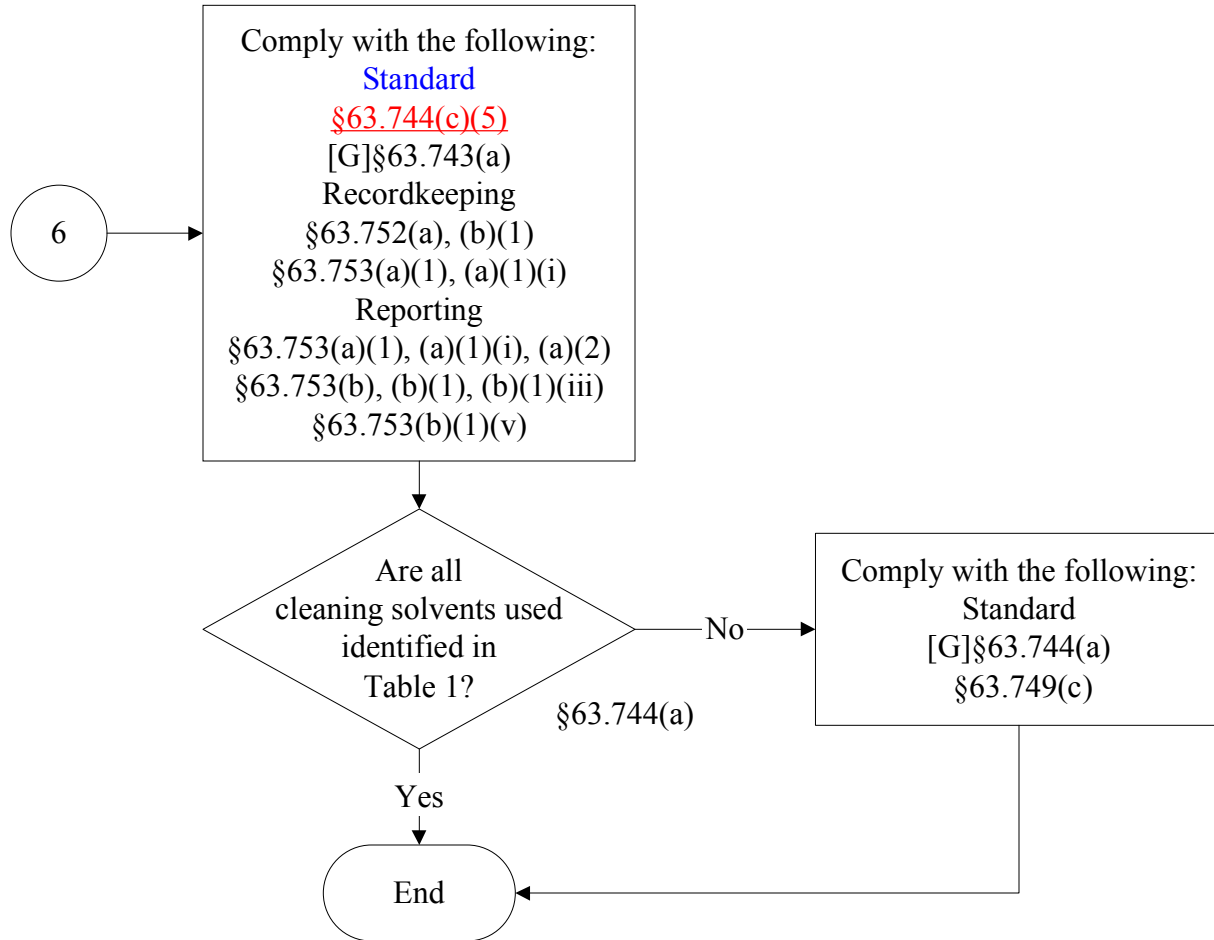 Comply with the following:
Standard
§63.744(c)(5)
[G]§63.743(a)
Recordkeeping
§63.752(a), (b)(1)
§63.753(a)(1), (a)(1)(i)
Reporting
§63.753(a)(1), (a)(1)(i), (a)(2)
§63.753(b), (b)(1), (b)(1)(iii)
§63.753(b)(1)(v)
6
Are all
cleaning solvents used
identified in
Table 1?
§63.744(a)
No
Comply with the following:
Standard
[G]§63.744(a)
§63.749(c)
Yes
End